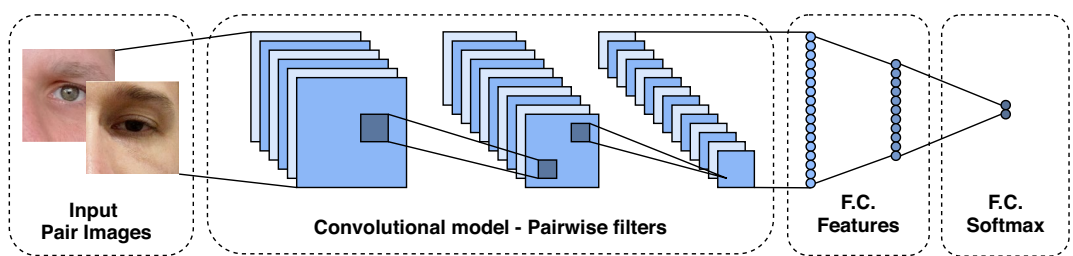 Input
Pair Images
Convolutional model - Pairwise filters
F.C.
Features
F.C.
Softmax